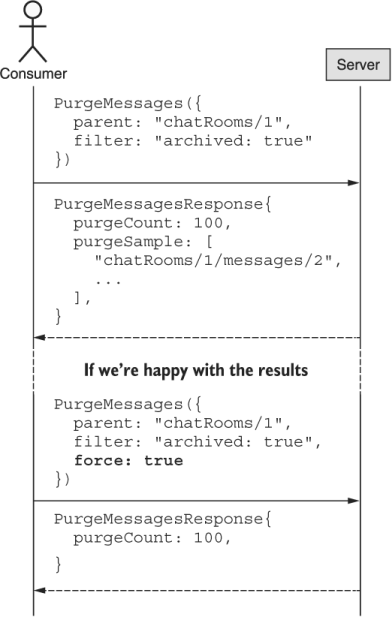 Consumer
Server
PurgeMessages({
  parent: "chatRooms/1",
  filter: "archived: true"
})
PurgeMessagesResponse{
  purgeCount: 100,
  purgeSample: [
    "chatRooms/1/messages/2",
    ...
  ],
}
If we're happy with the results
PurgeMessages({
  parent: "chatRooms/1",
  filter: "archived: true",
  force: true
})
PurgeMessagesResponse{
  purgeCount: 100,
}